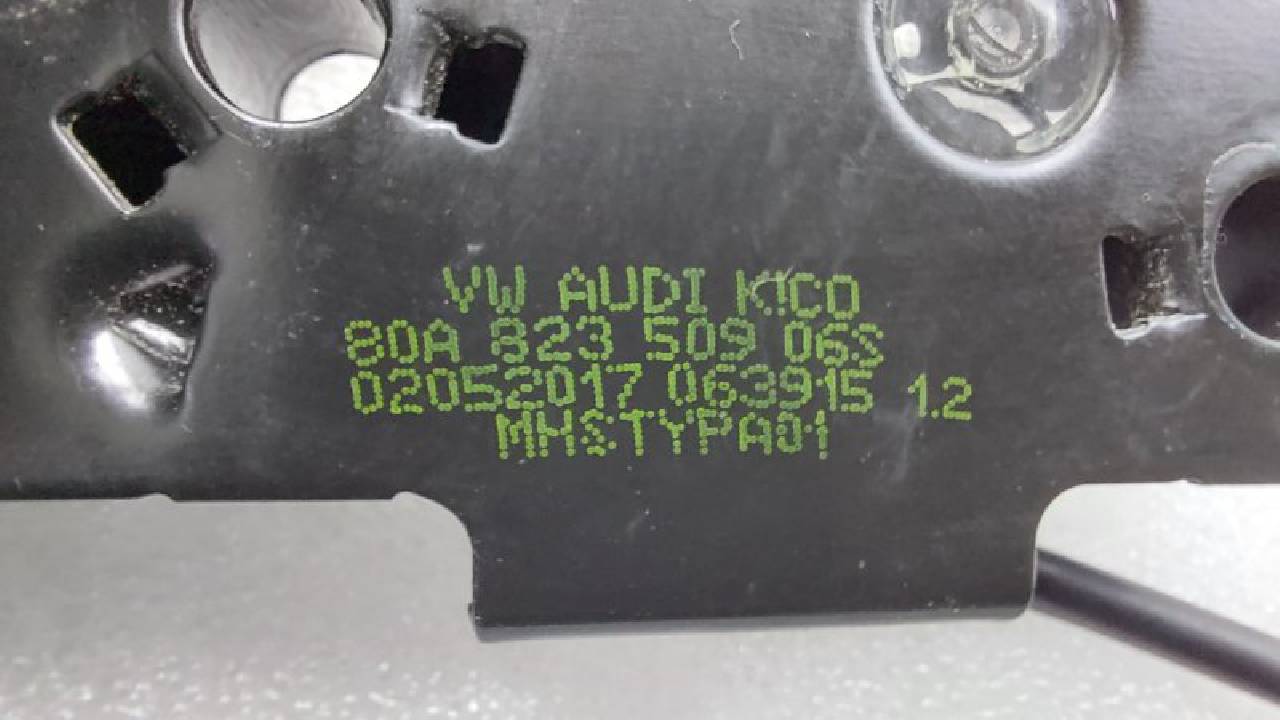 VW AUDI KICO
80A 823 509 06S
02052017 063915 1.2
MHSTYPA01